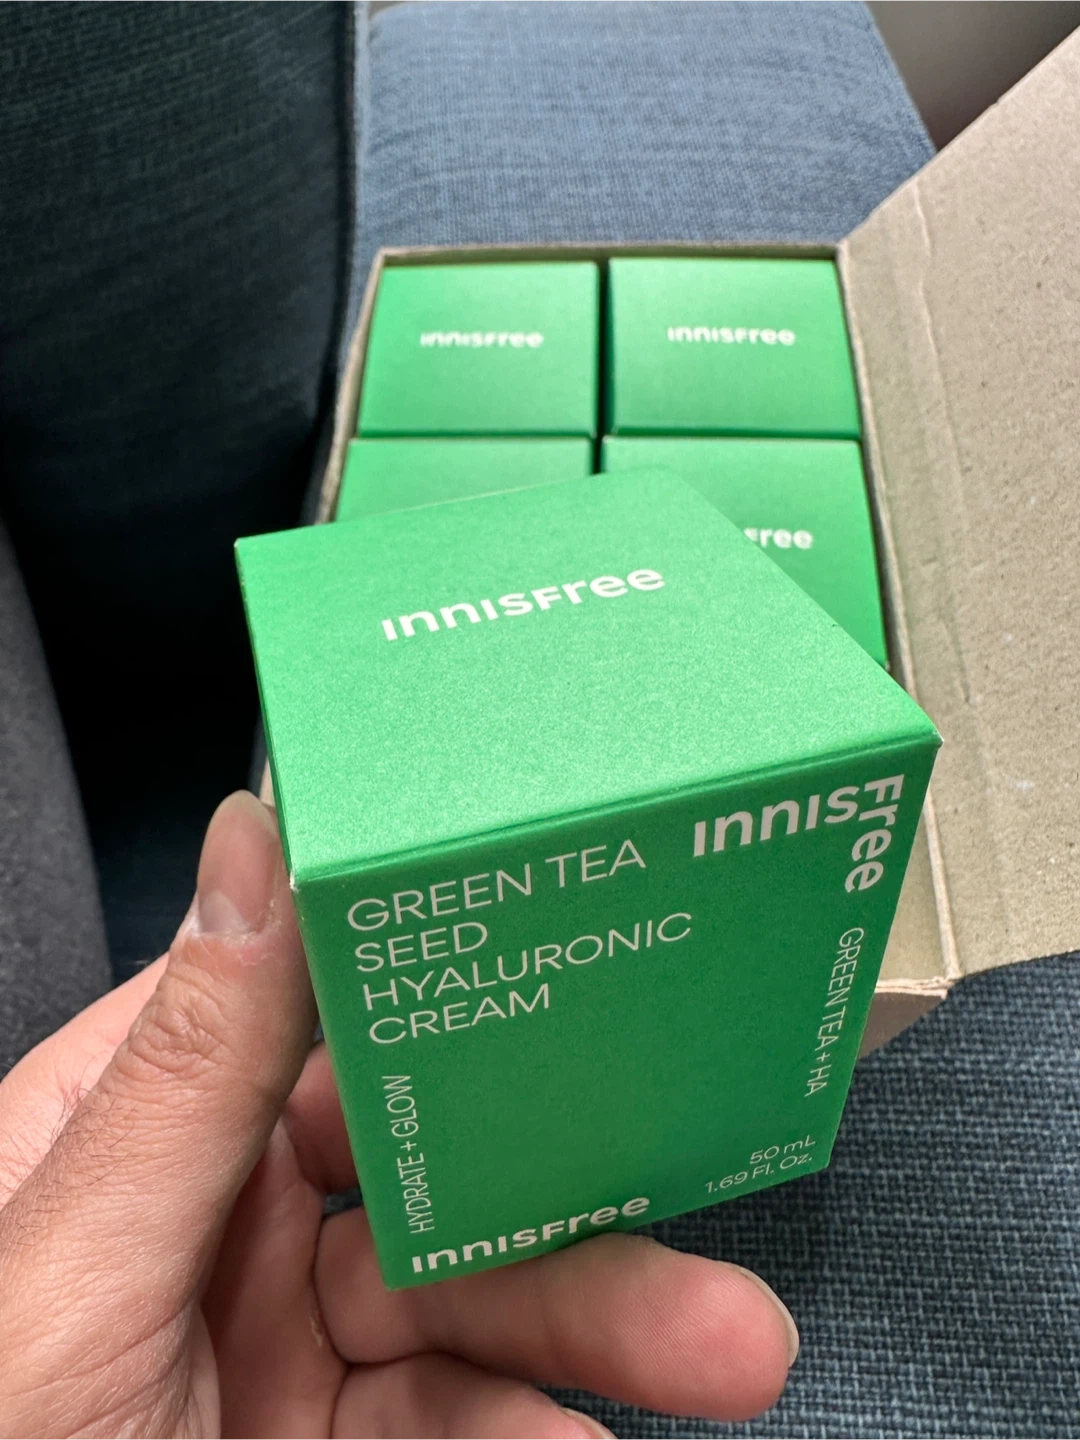 INNISFree
INNISFree
Free
INNISFree
INNISFree
GREEN TEA
SEED
HYALURONIC
CREAM
GREEN TEA + HA
HYDRATE + GLOW
50 mL
1.69 Fl. Oz.
INNISFree